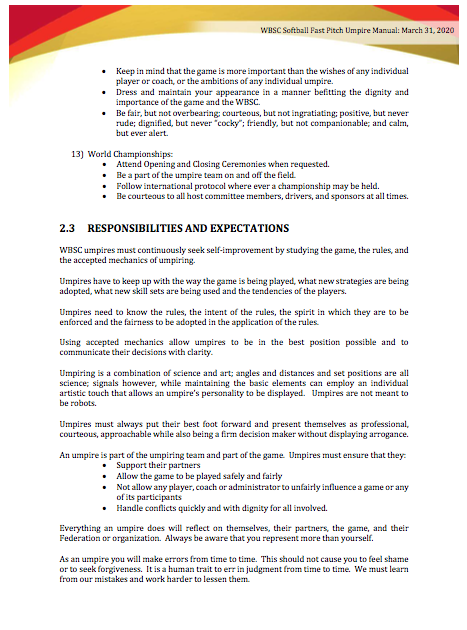 WBSC Softball Fast Pitch Umpire Manual: March 31, 2020
• Keep in mind that the game is more important than the wishes of any individual
player or coach, or the ambitions of any individual umpire.
• Dress and maintain your appearance in a manner befitting the dignity and
importance of the game and the WBSC.
• Be fair, but not overbearing; courteous, but not ingratiating; positive, but never
rude; dignified, but never "cocky"; friendly, but not companionable; and calm,
but ever alert.
13) World Championships:
• Attend Opening and Closing Ceremonies when requested.
• Be a part of the umpire team on and off the field.
• Follow international protocol where ever a championship may be held.
• Be courteous to all host committee members, drivers, and sponsors at all times.
2.3 RESPONSIBILITIES AND EXPECTATIONS
WBSC umpires must continuously seek self-improvement by studying the game, the rules, and
the accepted mechanics of umpiring.
Umpires have to keep up with the way the game is being played, what new strategies are being
adopted, what new skill sets are being used and the tendencies of the players.
Umpires need to know the rules, the intent of the rules, the spirit in which they are to be
enforced and the fairness to be adopted in the application of the rules.
Using accepted mechanics allow umpires to be in the best position possible and to
communicate their decisions with clarity.
Umpiring is a combination of science and art; angles and distances and set positions are all
science; signals however, while maintaining the basic elements can employ an individual
artistic touch that allows an umpire's personality to be displayed. Umpires are not meant to
be robots.
Umpires must always put their best foot forward and present themselves as professional,
courteous, approachable while also being a firm decision maker without displaying arrogance.
An umpire is part of the umpiring team and part of the game. Umpires must ensure that they:
• Support their partners
• Allow the game to be played safely and fairly
• Not allow any player, coach or administrator to unfairly influence a game or any
of its participants
• Handle conflicts quickly and with dignity for all involved.
Everything an umpire does will reflect on themselves, their partners, the game, and their
Federation or organization. Always be aware that you represent more than yourself.
As an umpire you will make errors from time to time. This should not cause you to feel shame
or to seek forgiveness. It is a human trait to err in judgment from time to time. We must learn
from our mistakes and work harder to lessen them.